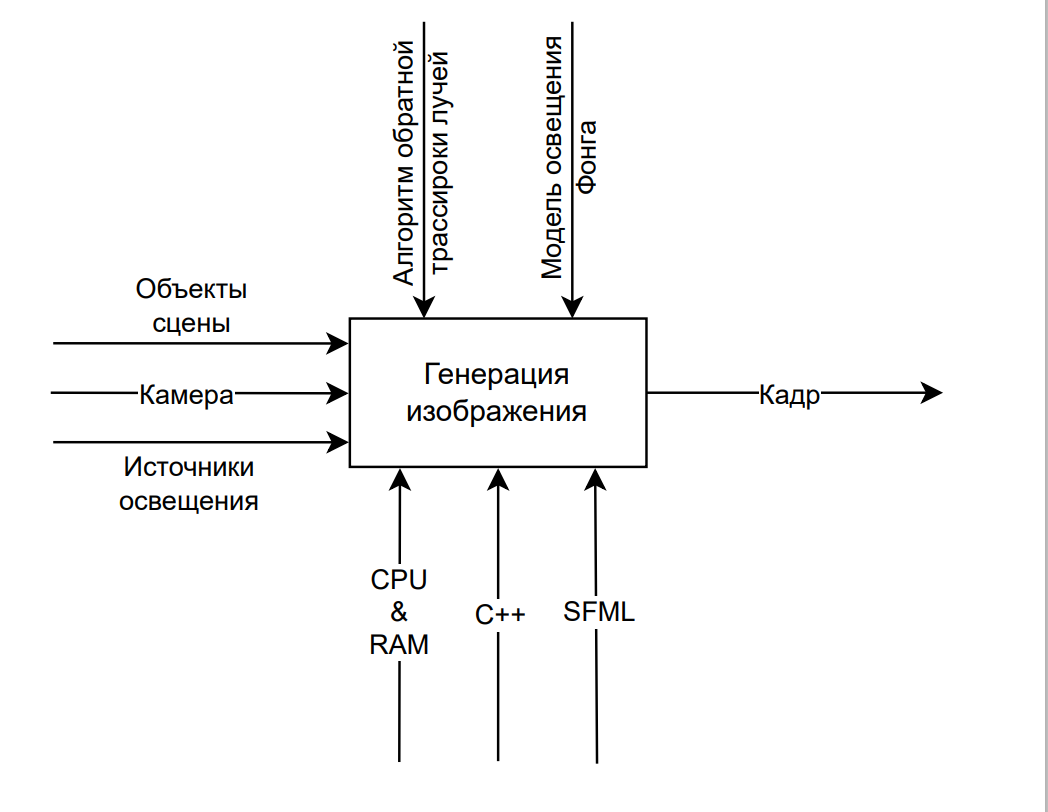 Алгоритм обратной
трассироки лучей
Модель освещения
Фонга
Объекты
сцены
Камера
Источники
освещения
Генерация
изображения
Кадр
CPU
&
RAM
C++
SFML